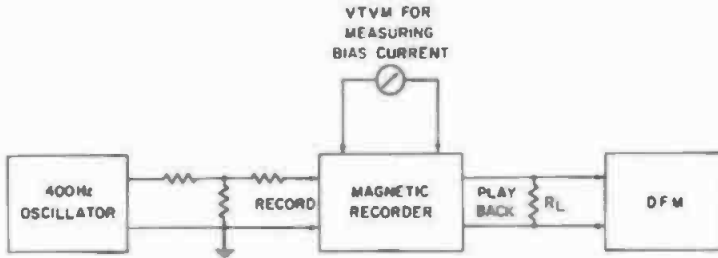 VTVM FOR
MEASURING
BIAS CURRENT
400Hz
OSCILLATOR
RECORD
MAGNETIC
RECORDER
PLAY
BACK
RL
DFM